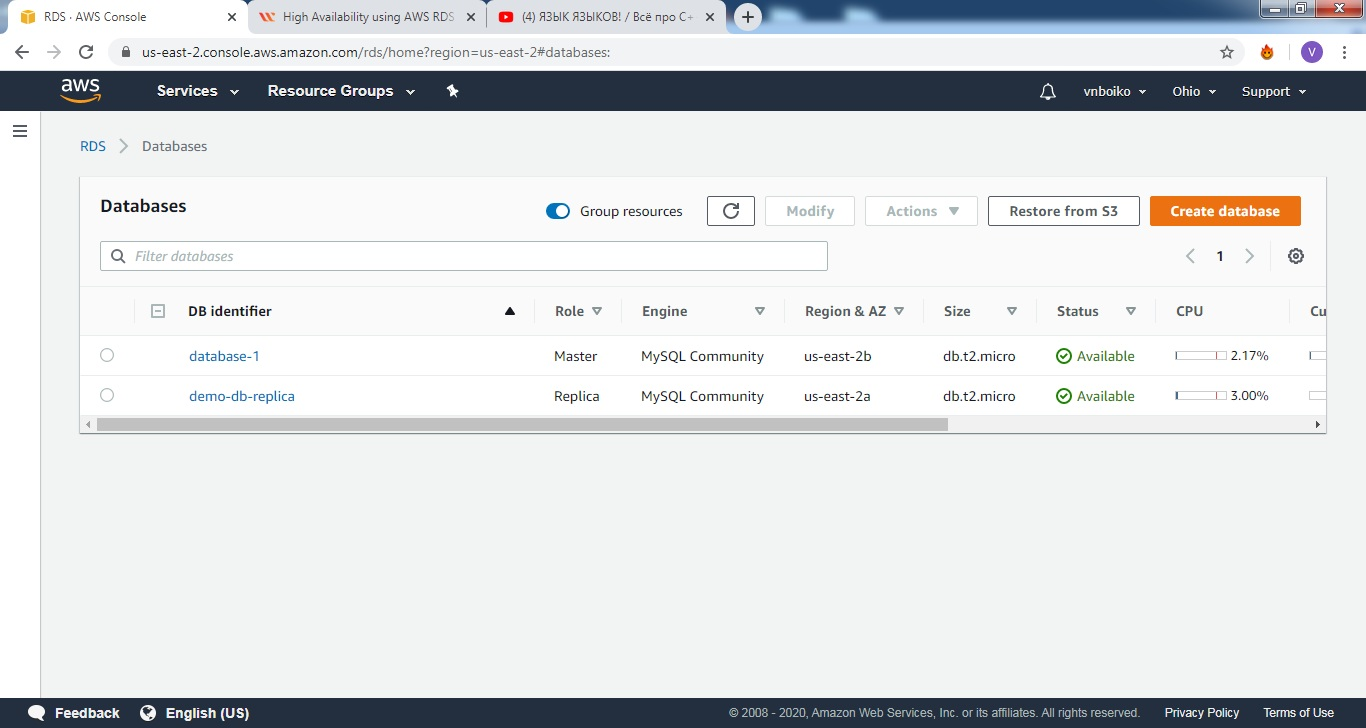 RDS · AWS Console
High Availability using AWS RDS
(4) ЯЗЫК ЯЗЫКОВ! / Всё про C+
us-east-2.console.aws.amazon.com/rds/home?region=us-east-2#databases:
V
aws Services Resource Groups vnboiko Ohio Support
RDS Databases
Databases Group resources Modify Actions Restore from S3 Create database
Filter databases 1
DB identifier Role Engine Region & AZ Size Status CPU Cu
database-1 Master MySQL Community us-east-2b db.t2.micro Available 2.17%
demo-db-replica Replica MySQL Community us-east-2a db.t2.micro Available 3.00%
Feedback English (US) © 2008 - 2020, Amazon Web Services, Inc. or its affiliates. All rights reserved. Privacy Policy Terms of Use